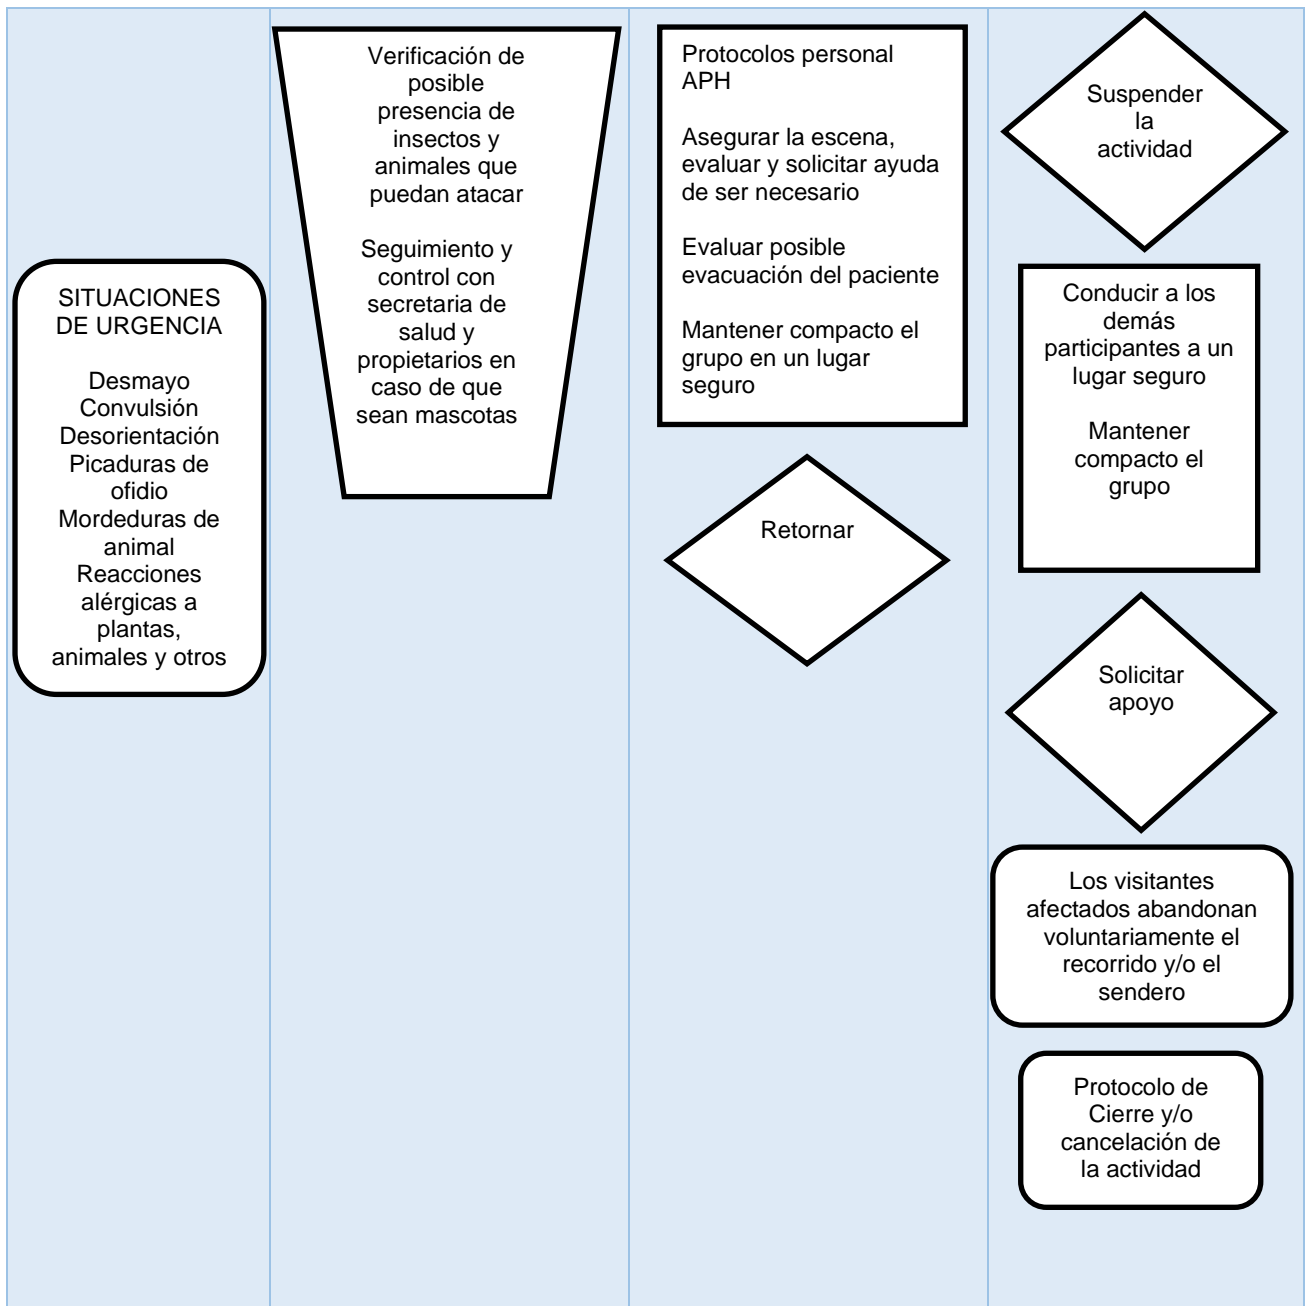 SITUACIONES
DE URGENCIA
Desmayo
Convulsión
Desorientación
Picaduras de
ofidio
Mordeduras de
animal
Reacciones
alérgicas a
plantas,
animales y otros
Verificación de
posible
presencia de
insectos y
animales que
puedan atacar
Seguimiento y
control con
secretaria de
salud y
propietarios en
caso de que
sean mascotas
Protocolos personal
APH
Asegurar la escena,
evaluar y solicitar ayuda
de ser necesario
Evaluar posible
evacuación del paciente
Mantener compacto el
grupo en un lugar
seguro
Retornar
Suspender
la
actividad
Conducir a los
demás
participantes a un
lugar seguro
Mantener
compacto el
grupo
Solicitar
apoyo
Los visitantes
afectados abandonan
voluntariamente el
recorrido y/o el
sendero
Protocolo de
Cierre y/o
cancelación de
la actividad